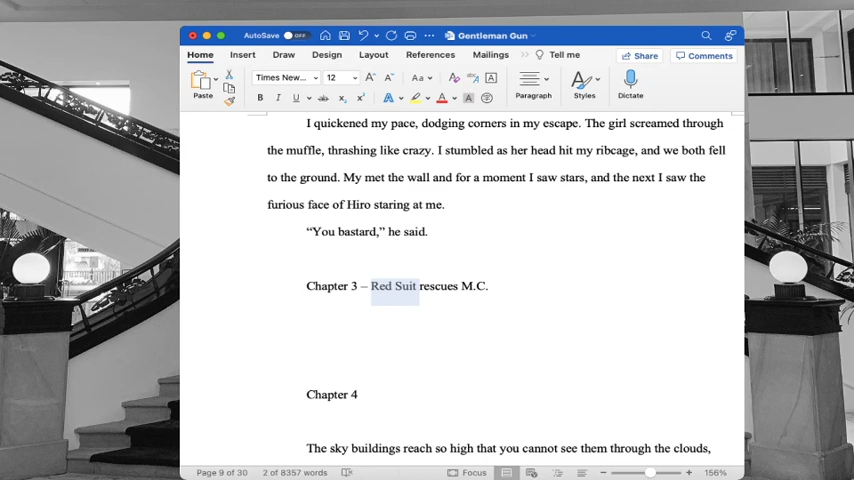 AutoSave OFF Gentleman Gun
Home Insert Draw Design Layout References Mailings >> Tell me Share Comments
Paste Times New... 12 A A Aa A Paragraph Styles Dictate
B I U ab x₂ x² A A A
I quickened my pace, dodging corners in my escape. The girl screamed through
the muffle, thrashing like crazy. I stumbled as her head hit my ribcage, and we both fell
to the ground. My met the wall and for a moment I saw stars, and the next I saw the
furious face of Hiro staring at me.
“You bastard,” he said.
Chapter 3 – Red Suit rescues M.C.
Chapter 4
The sky buildings reach so high that you cannot see them through the clouds,
Page 9 of 30 2 of 8357 words Focus 156%